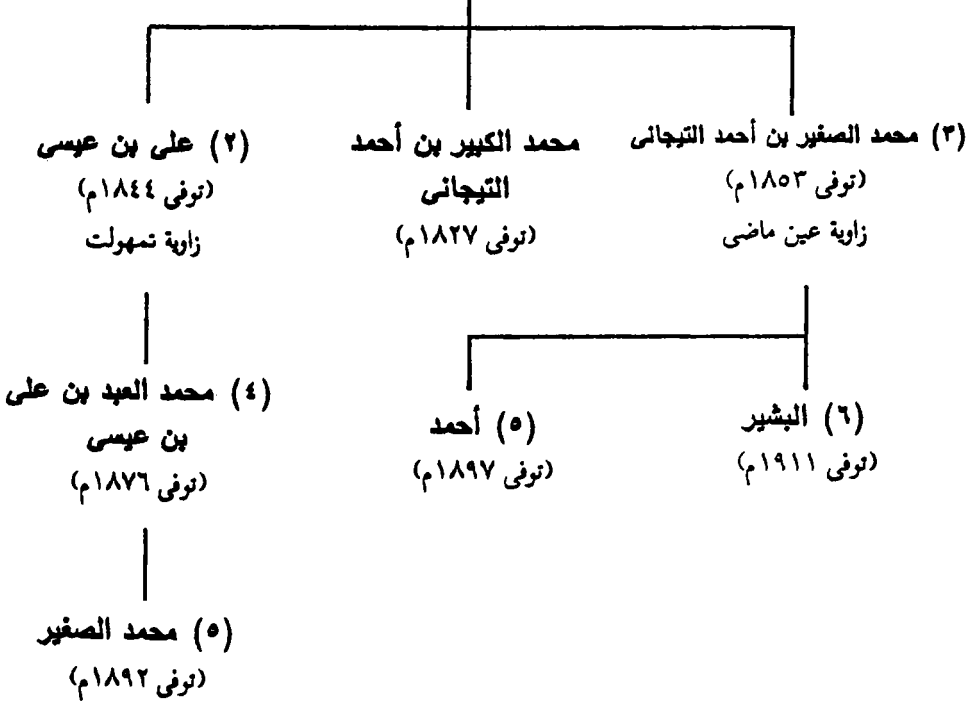 (٣) محمد الصغير بن أحمد التيجانى
(توفى ١٨٥٣م)
زاوية عين ماضى
محمد الكبير بن أحمد
التيجانى
(توفى ١٨٢٧م)
(٢) على بن عيسى
(توفى ١٨٤٤م)
زاوية تمهولت
(٦) البشير
(توفى ١٩١١م)
(٥) أحمد
(توفى ١٨٩٧م)
(٤) محمد العبد بن على
بن عيسى
(توفى ١٨٧٦م)
(٥) محمد الصغير
(توفى ١٨٩٢م)